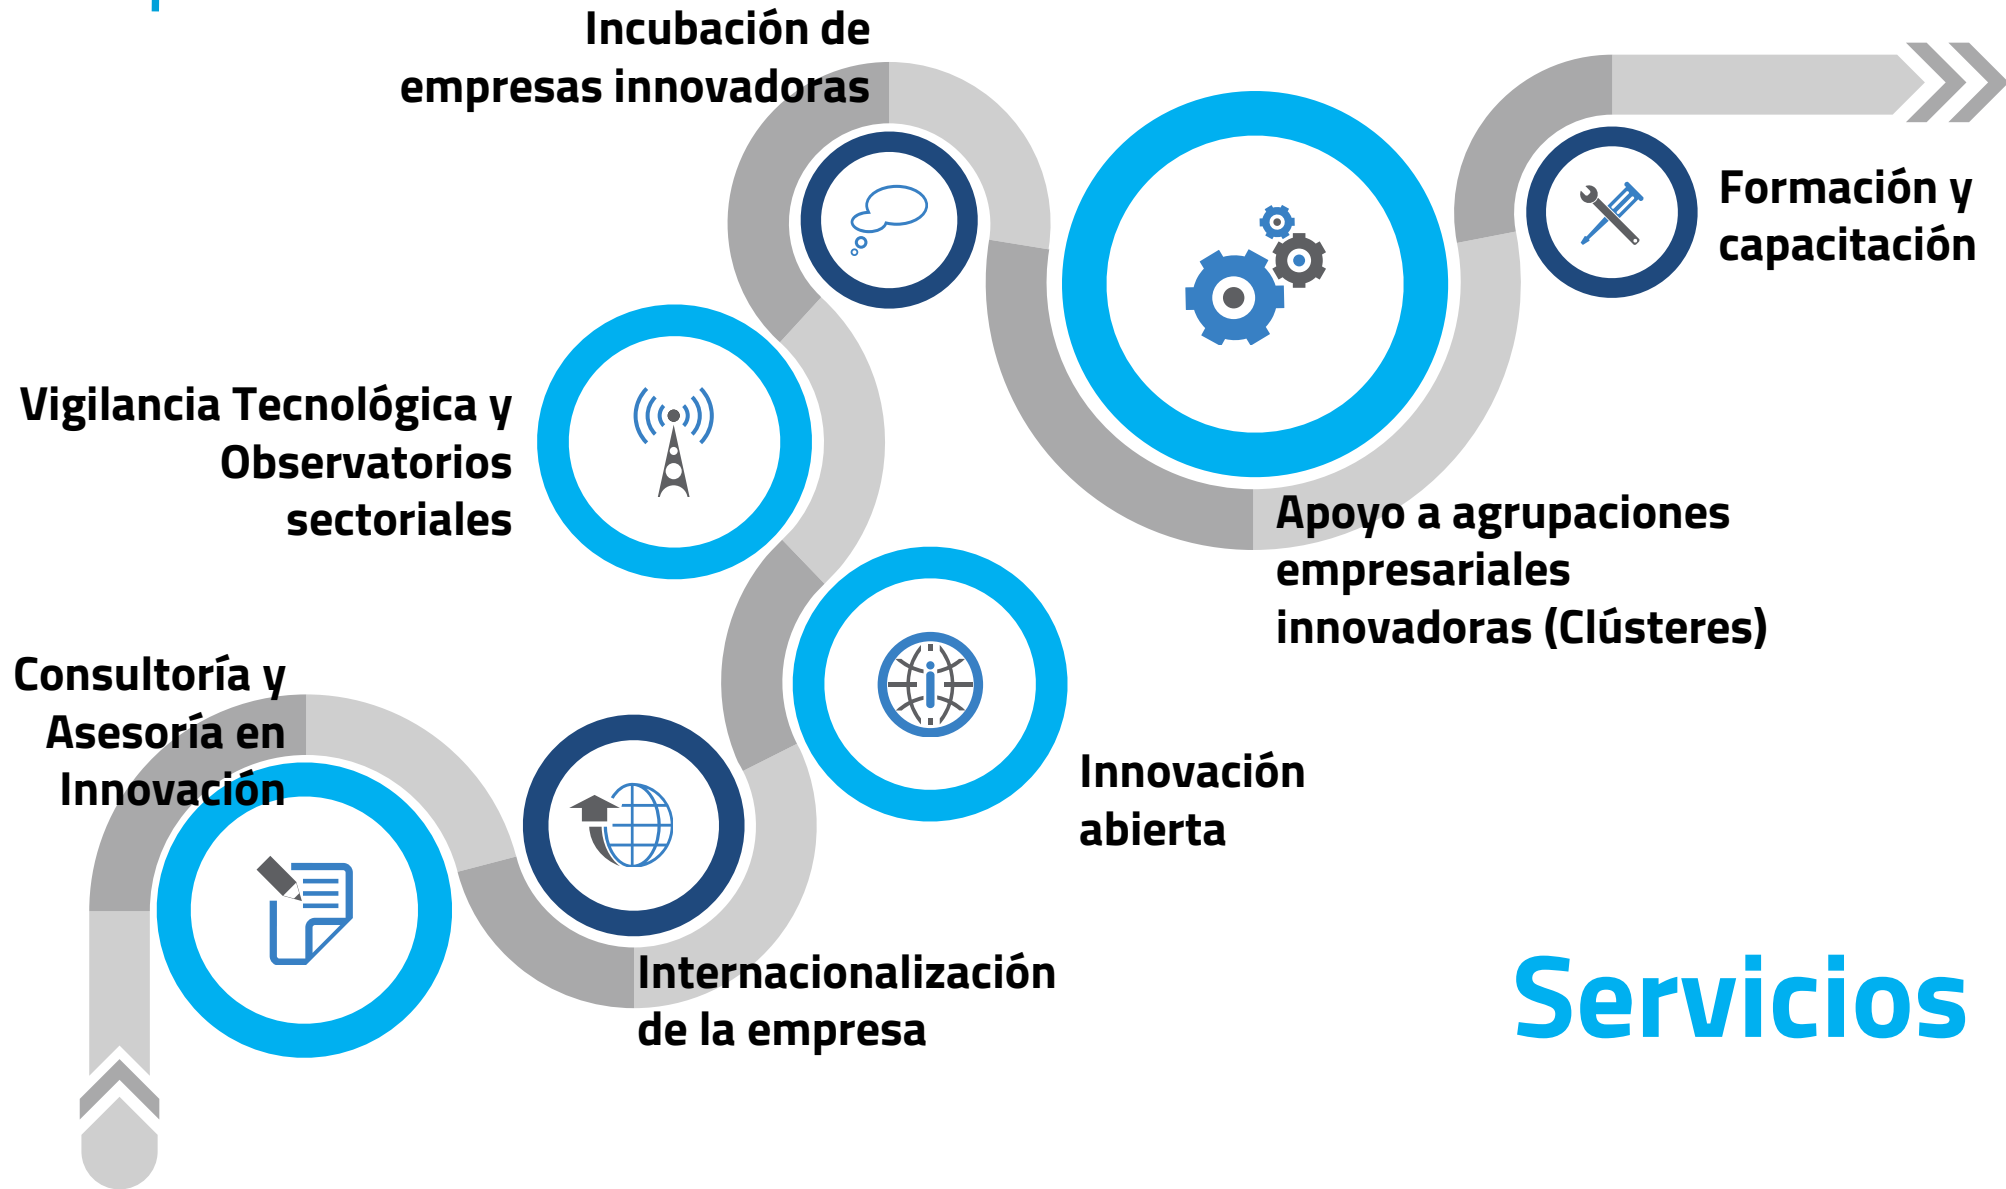 Incubación de
empresas innovadoras
Formación y
capacitación
Vigilancia Tecnológica y
Observatorios
sectoriales
Apoyo a agrupaciones
empresariales
innovadoras (Clústeres)
Consultoría y
Asesoría en
Innovación
Innovación
abierta
Internacionalización
de la empresa
Servicios